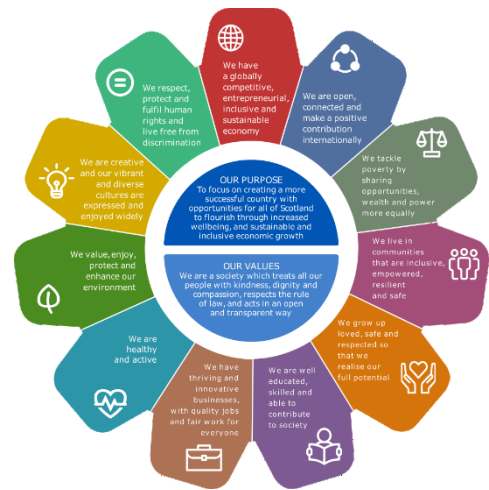 We have
a globally
competitive,
entrepreneurial,
inclusive and
sustainable
economy
We are open,
connected and
make a positive
contribution
internationally
We tackle
poverty by
sharing
opportunities,
wealth and power
more equally
We live in
communities
that are inclusive,
empowered,
resilient
and safe
We grow up
loved, safe and
respected so
that we
realise our
full potential
We are well
educated,
skilled and
able to
contribute
to society
We have
thriving and
innovative
businesses,
with quality jobs
and fair work for
everyone
We are
healthy
and active
We value, enjoy,
protect and
enhance our
environment
We are creative
and our vibrant
and diverse
cultures are
expressed and
enjoyed widely
We respect,
protect and
fulfil human
rights and
live free from
discrimination
OUR PURPOSE
To focus on creating a more
successful country with
opportunities for all of Scotland
to flourish through increased
wellbeing, and sustainable and
inclusive economic growth
OUR VALUES
We are a society which treats all our
people with kindness, dignity and
compassion, respects the rule
of law, and acts in an open
and transparent way